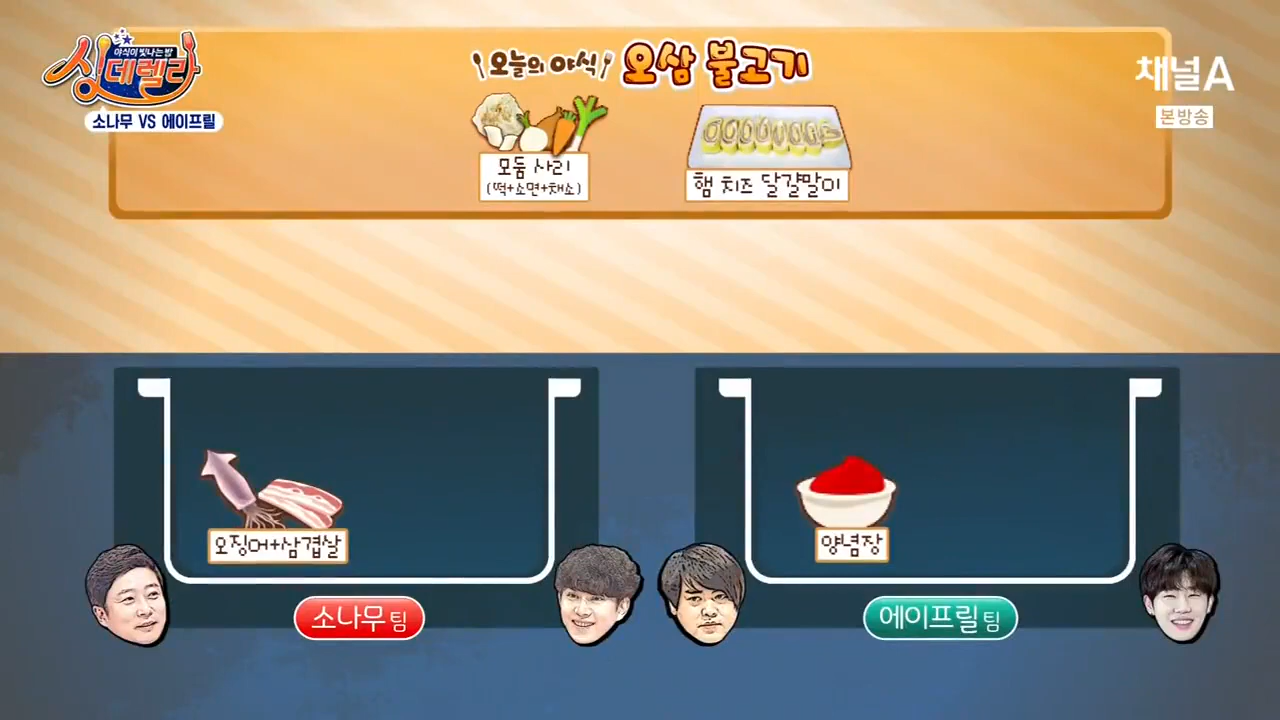 야식이 빛나는 밤
싱데렐라
소나무 VS 에이프릴
오늘의 야식 오삼 불고기
채널A
본방송
모둠 사리
(떡+소면+채소)
햄 치즈 달걀말이
오징어+삼겹살
양념장
소나무 팀
에이프릴 팀